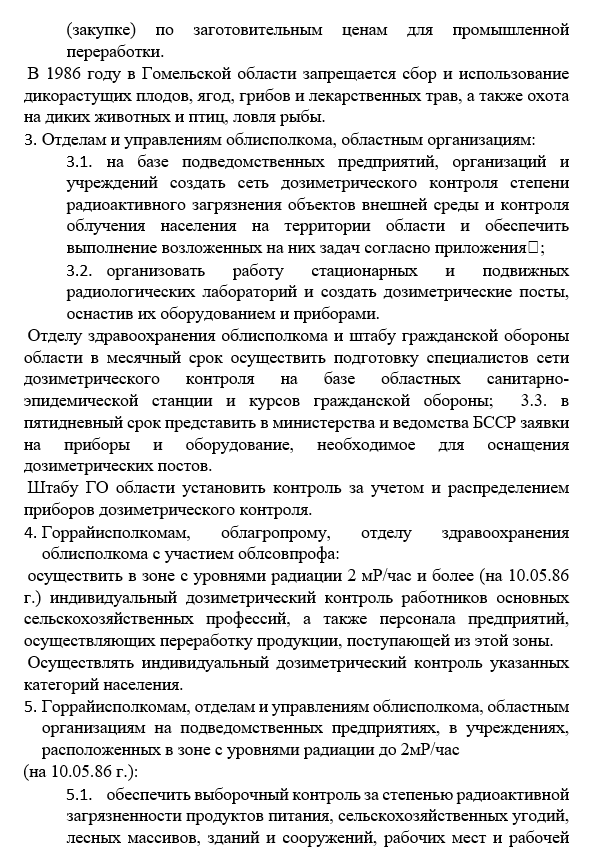 (закупке) по заготовительным ценам для промышленной
переработки.
В 1986 году в Гомельской области запрещается сбор и использование
дикорастущих плодов, ягод, грибов и лекарственных трав, а также охота
на диких животных и птиц, ловля рыбы.
3. Отделам и управлениям облисполкома, областным организациям:
3.1. на базе подведомственных предприятий, организаций и
учреждений создать сеть дозиметрического контроля степени
радиоактивного загрязнения объектов внешней среды и контроля
облучения населения на территории области и обеспечить
выполнение возложенных на них задач согласно приложения□;
3.2. организовать работу стационарных и подвижных
радиологических лабораторий и создать дозиметрические посты,
оснастив их оборудованием и приборами.
Отделу здравоохранения облисполкома и штабу гражданской обороны
области в месячный срок осуществить подготовку специалистов сети
дозиметрического контроля на базе областных санитарно-
эпидемической станции и курсов гражданской обороны; 3.3. в
пятидневный срок представить в министерства и ведомства БССР заявки
на приборы и оборудование, необходимое для оснащения
дозиметрических постов.
Штабу ГО области установить контроль за учетом и распределением
приборов дозиметрического контроля.
4. Горрайисполкомам, облагропрому, отделу здравоохранения
облисполкома с участием облсовпрофа:
осуществить в зоне с уровнями радиации 2 мР/час и более (на 10.05.86
г.) индивидуальный дозиметрический контроль работников основных
сельскохозяйственных профессий, а также персонала предприятий,
осуществляющих переработку продукции, поступающей из этой зоны.
Осуществлять индивидуальный дозиметрический контроль указанных
категорий населения.
5. Горрайисполкомам, отделам и управлениям облисполкома, областным
организациям на подведомственных предприятиях, в учреждениях,
расположенных в зоне с уровнями радиации до 2мР/час
(на 10.05.86 г.):
5.1. обеспечить выборочный контроль за степенью радиоактивной
загрязненности продуктов питания, сельскохозяйственных угодий,
лесных массивов, зданий и сооружений, рабочих мест и рабочей